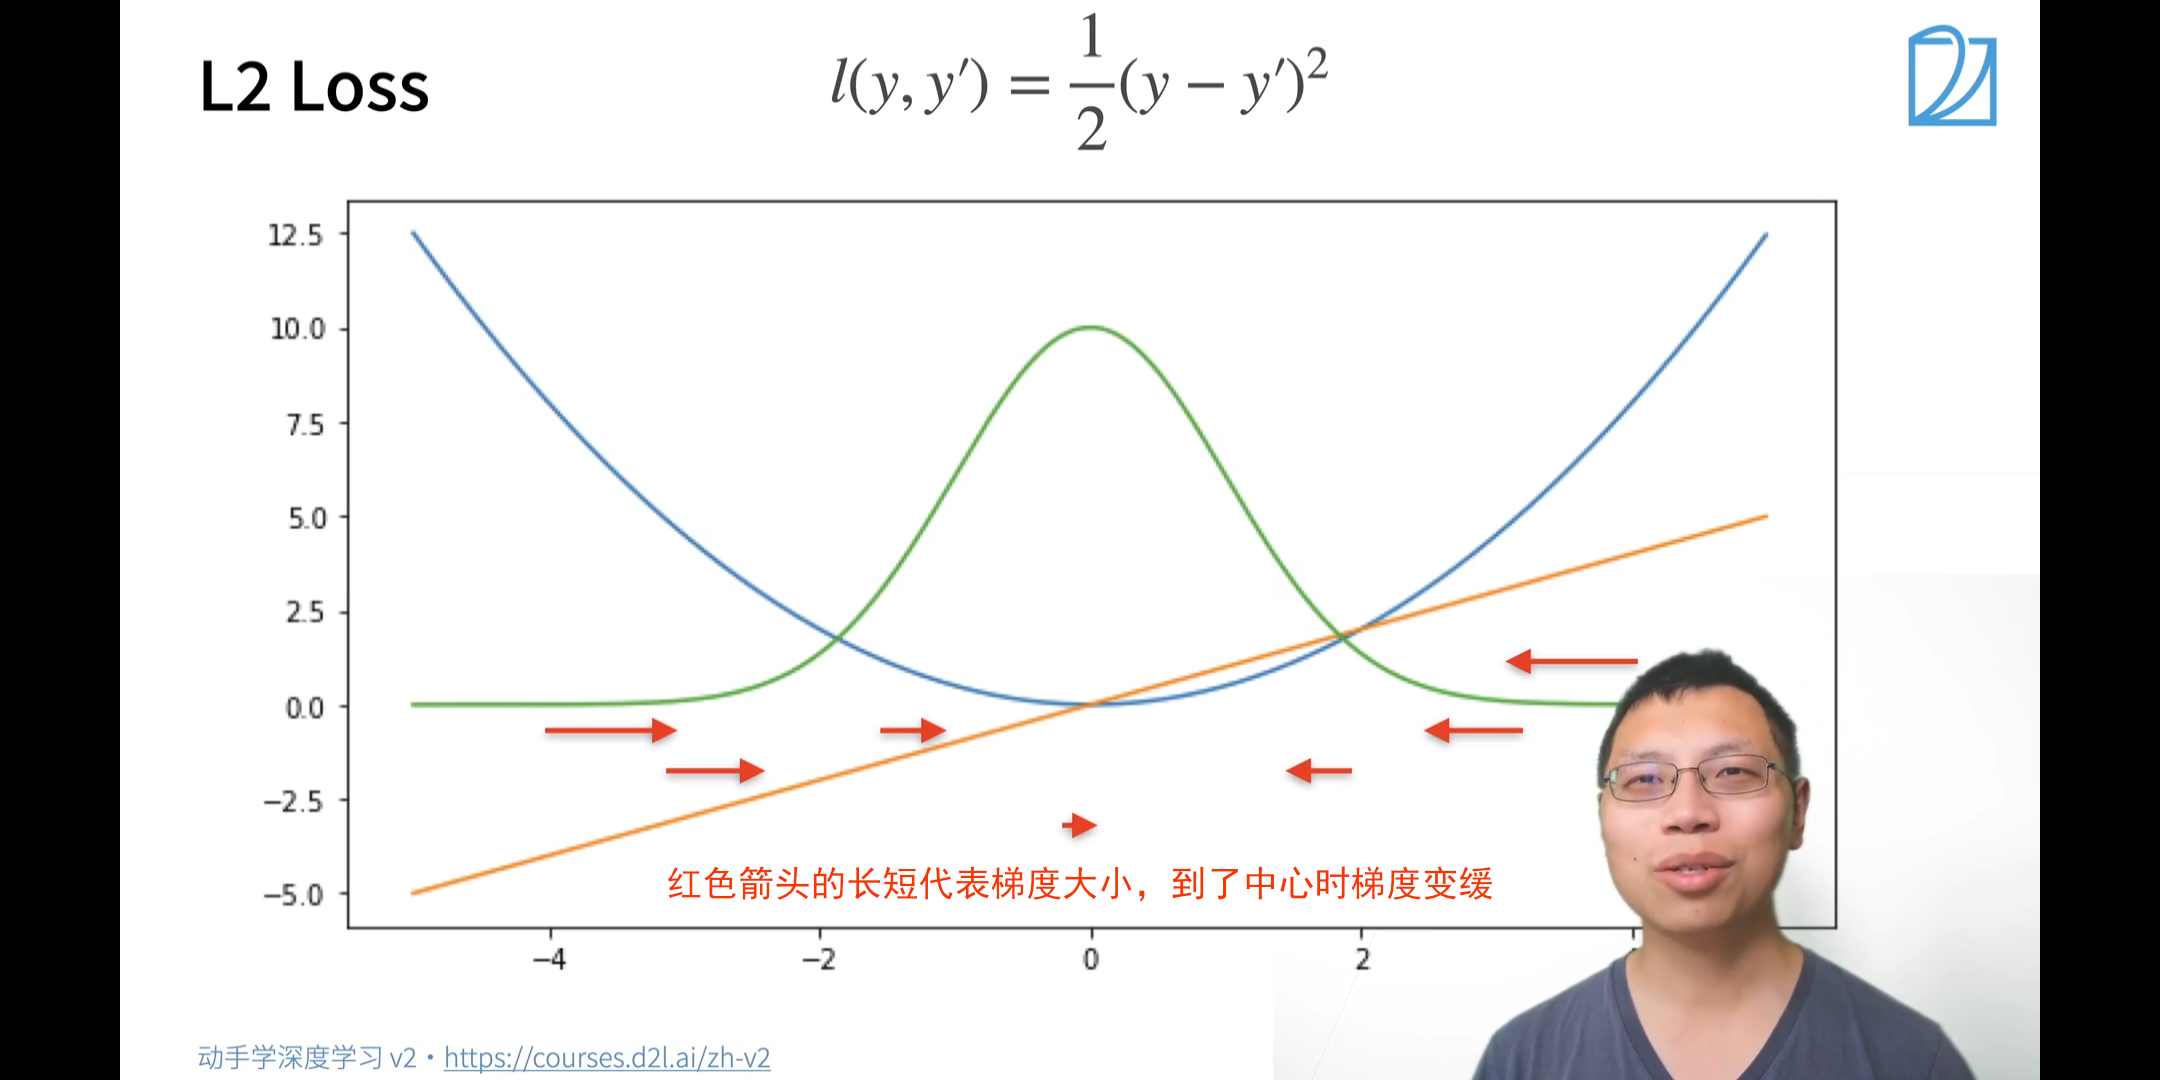 L2 Loss
l(y, y′) = 1/2 (y − y′)²
12.5
10.0
7.5
5.0
2.5
0.0
−2.5
−5.0
红色箭头的长短代表梯度大小，到了中心时梯度变缓
−4 −2 0 2
动手学深度学习 v2 • https://courses.d2l.ai/zh-v2